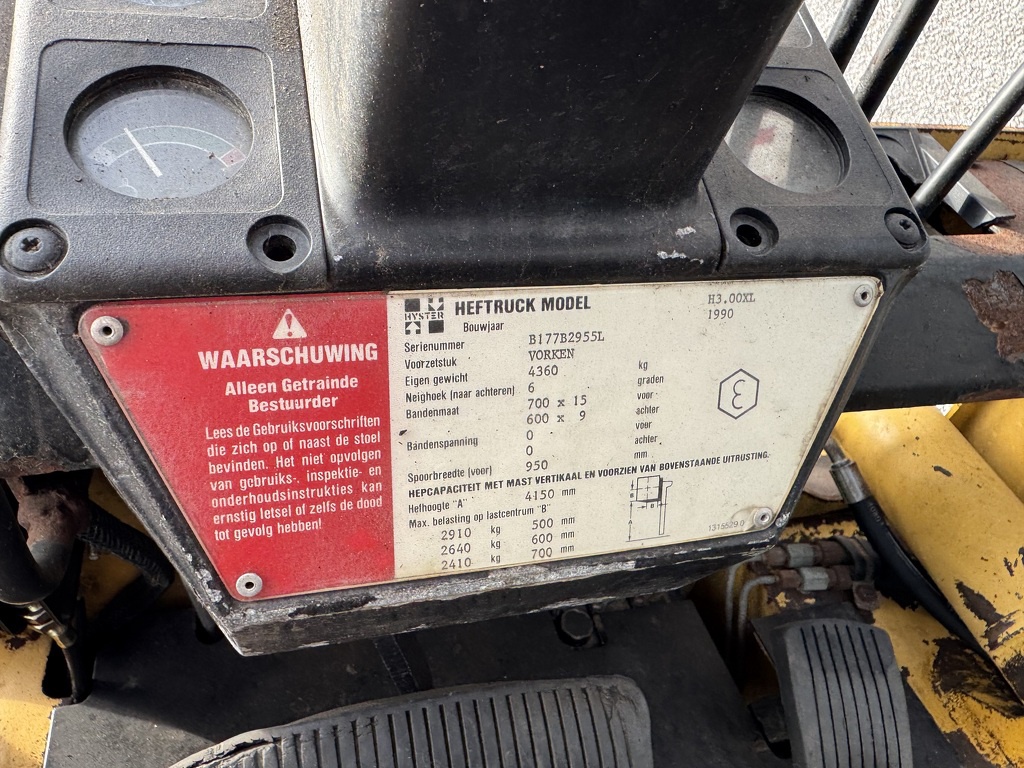 WAARSCHUWING
Alleen Getrainde
Bestuurder
Lees de Gebruiksvoorschriften
die zich op of naast de stoel
bevinden. Het niet opvolgen
van gebruiks-, inspektie- en
onderhoudsinstrukties kan
ernstig letsel of zelfs de dood
tot gevolg hebben!
HYSTER HEFTRUCK MODEL H3.00XL
Bouwjaar 1990
Serienummer B177B2955L
Voorzetstuk VORKEN
Eigen gewicht 4360 kg
Neighoek (naar achteren) 6 graden
Bandenmaat 700 x 15 voor
600 x 9 achter
Bandenspanning 0 voer
0 achter
Spoorbreedte (voor) 950 mm
HEPCAPACITEIT MET MAST VERTIKAAL EN VOORZIEN VAN BOVENSTAANDE UITRUSTING.
Hefhoogte "A" 4150 mm
Max. belasting op lastcentrum "B"
2910 kg 500 mm
2640 kg 600 mm
2410 kg 700 mm